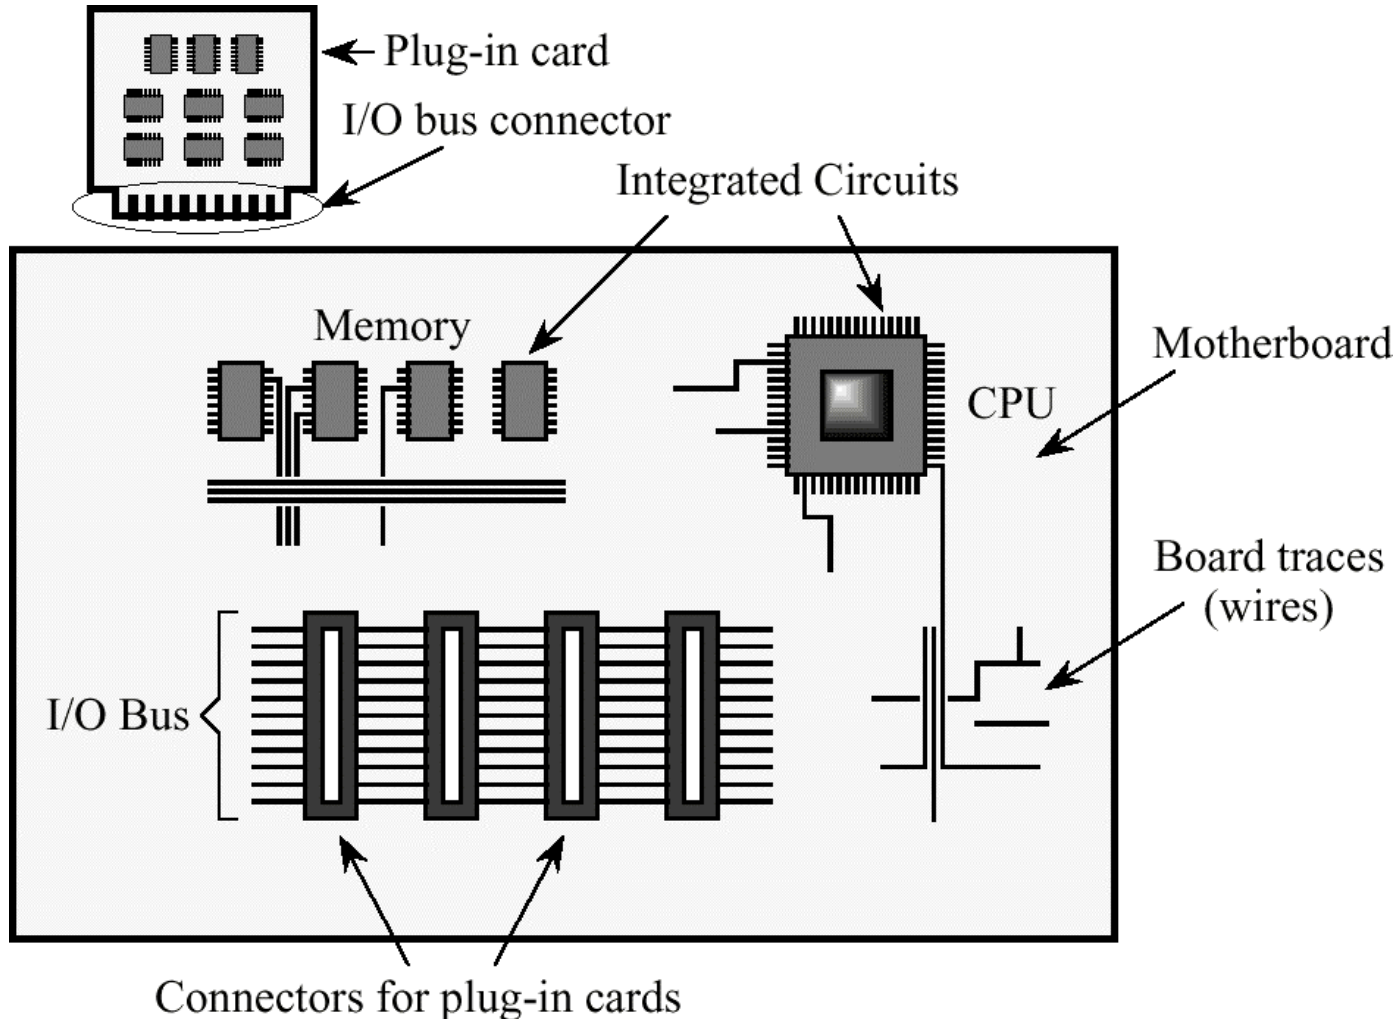 Plug-in card
I/O bus connector
Integrated Circuits
Memory
Motherboard
CPU
Board traces
(wires)
I/O Bus
Connectors for plug-in cards